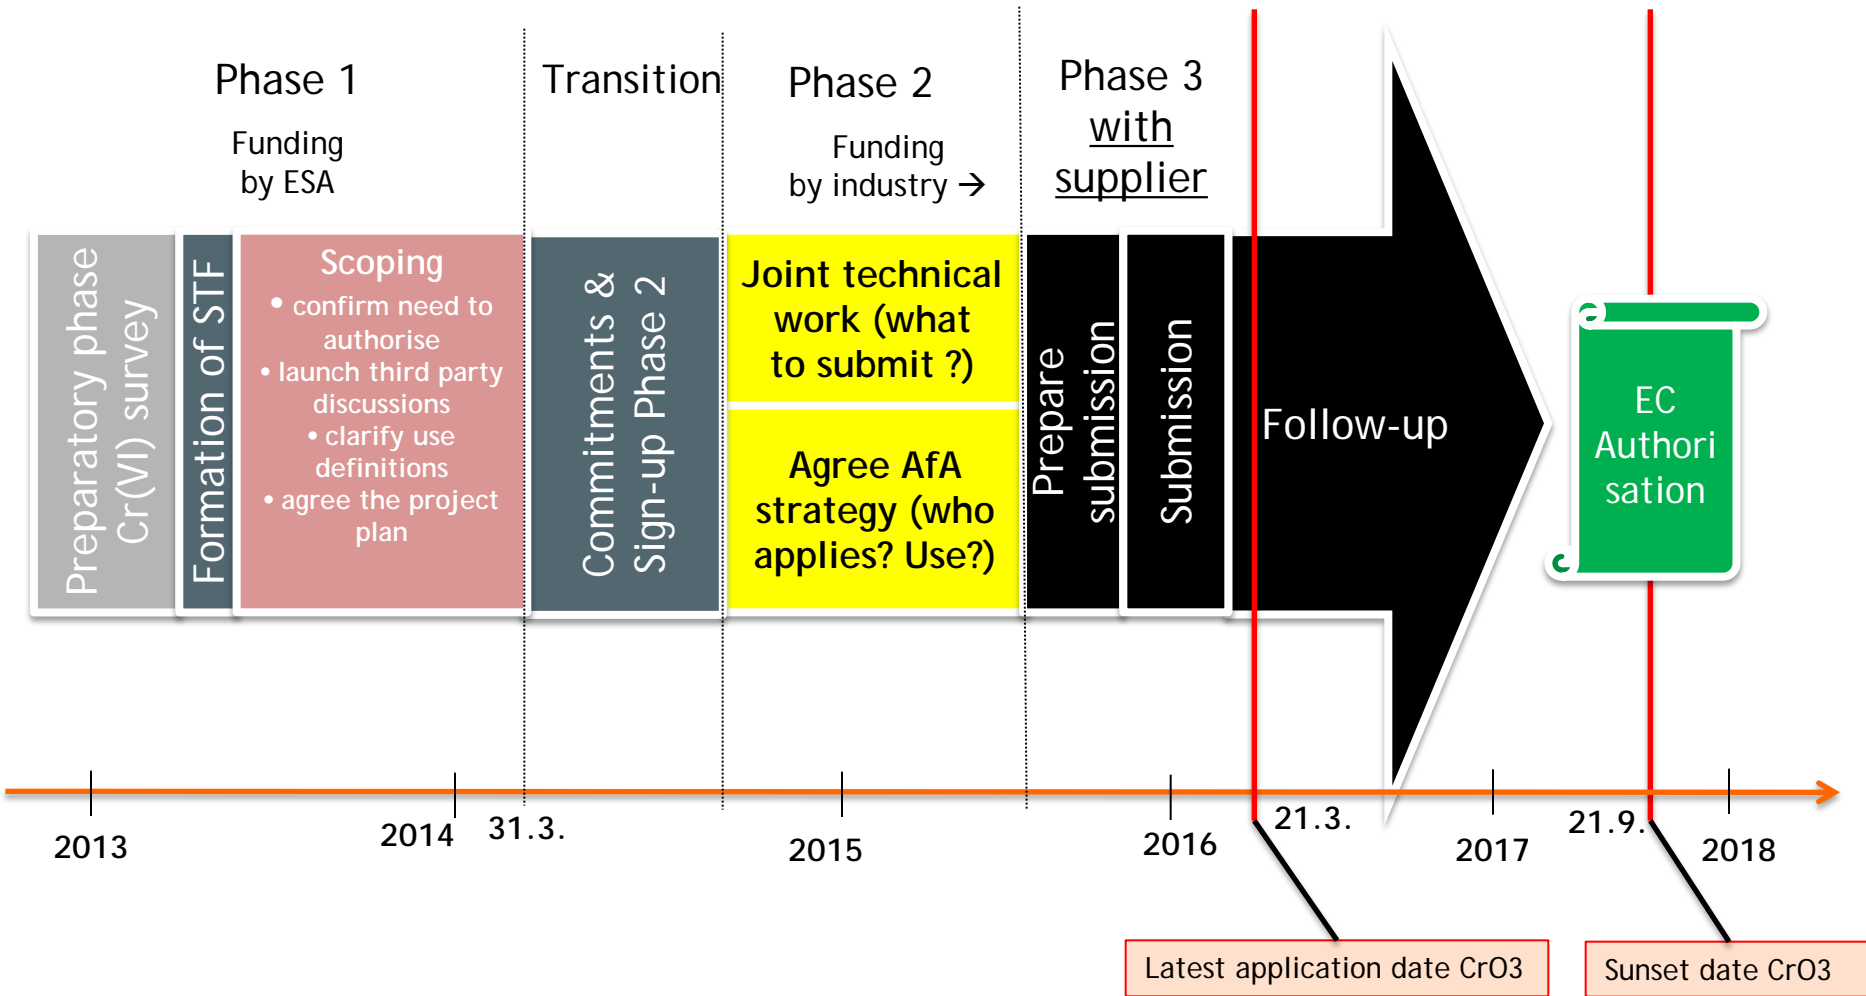 Phase 1
Funding
by ESA
Transition
Phase 2
Funding
by industry →
Phase 3
with
supplier
Preparatory phase
Cr(VI) survey
Formation of STF
Scoping
• confirm need to
authorise
• launch third party
discussions
• clarify use
definitions
• agree the project
plan
Commitments &
Sign-up Phase 2
Joint technical
work (what
to submit ?)
Agree AfA
strategy (who
applies? Use?)
Prepare
submission
Submission
Follow-up
EC
Authori
sation
2013
2014
31.3.
2015
2016
21.3.
2017
21.9.
2018
Latest application date CrO3
Sunset date CrO3